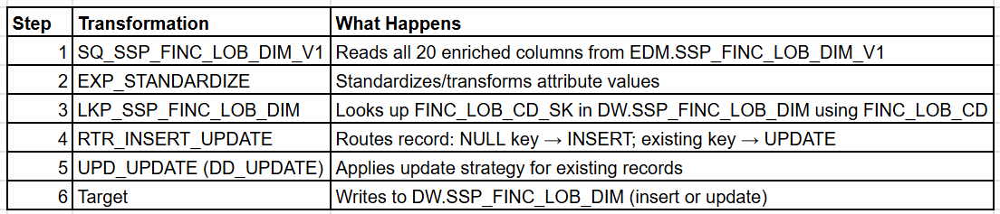 Step Transformation What Happens
1 SQ_SSP_FINC_LOB_DIM_V1 Reads all 20 enriched columns from EDM.SSP_FINC_LOB_DIM_V1
2 EXP_STANDARDIZE Standardizes/transforms attribute values
3 LKP_SSP_FINC_LOB_DIM Looks up FINC_LOB_CD_SK in DW.SSP_FINC_LOB_DIM using FINC_LOB_CD
4 RTR_INSERT_UPDATE Routes record: NULL key → INSERT; existing key → UPDATE
5 UPD_UPDATE (DD_UPDATE) Applies update strategy for existing records
6 Target Writes to DW.SSP_FINC_LOB_DIM (insert or update)